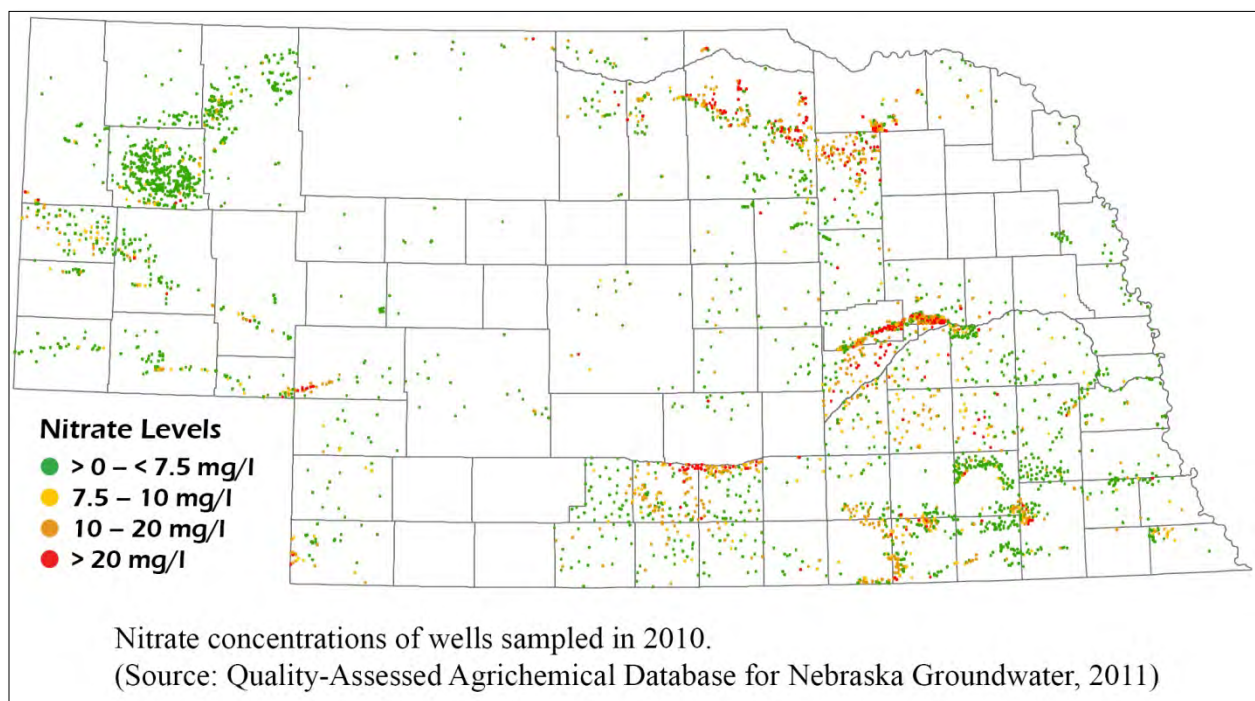 Nitrate Levels
> 0 – < 7.5 mg/l
7.5 – 10 mg/l
10 – 20 mg/l
> 20 mg/l
Nitrate concentrations of wells sampled in 2010.
(Source: Quality-Assessed Agrichemical Database for Nebraska Groundwater, 2011)